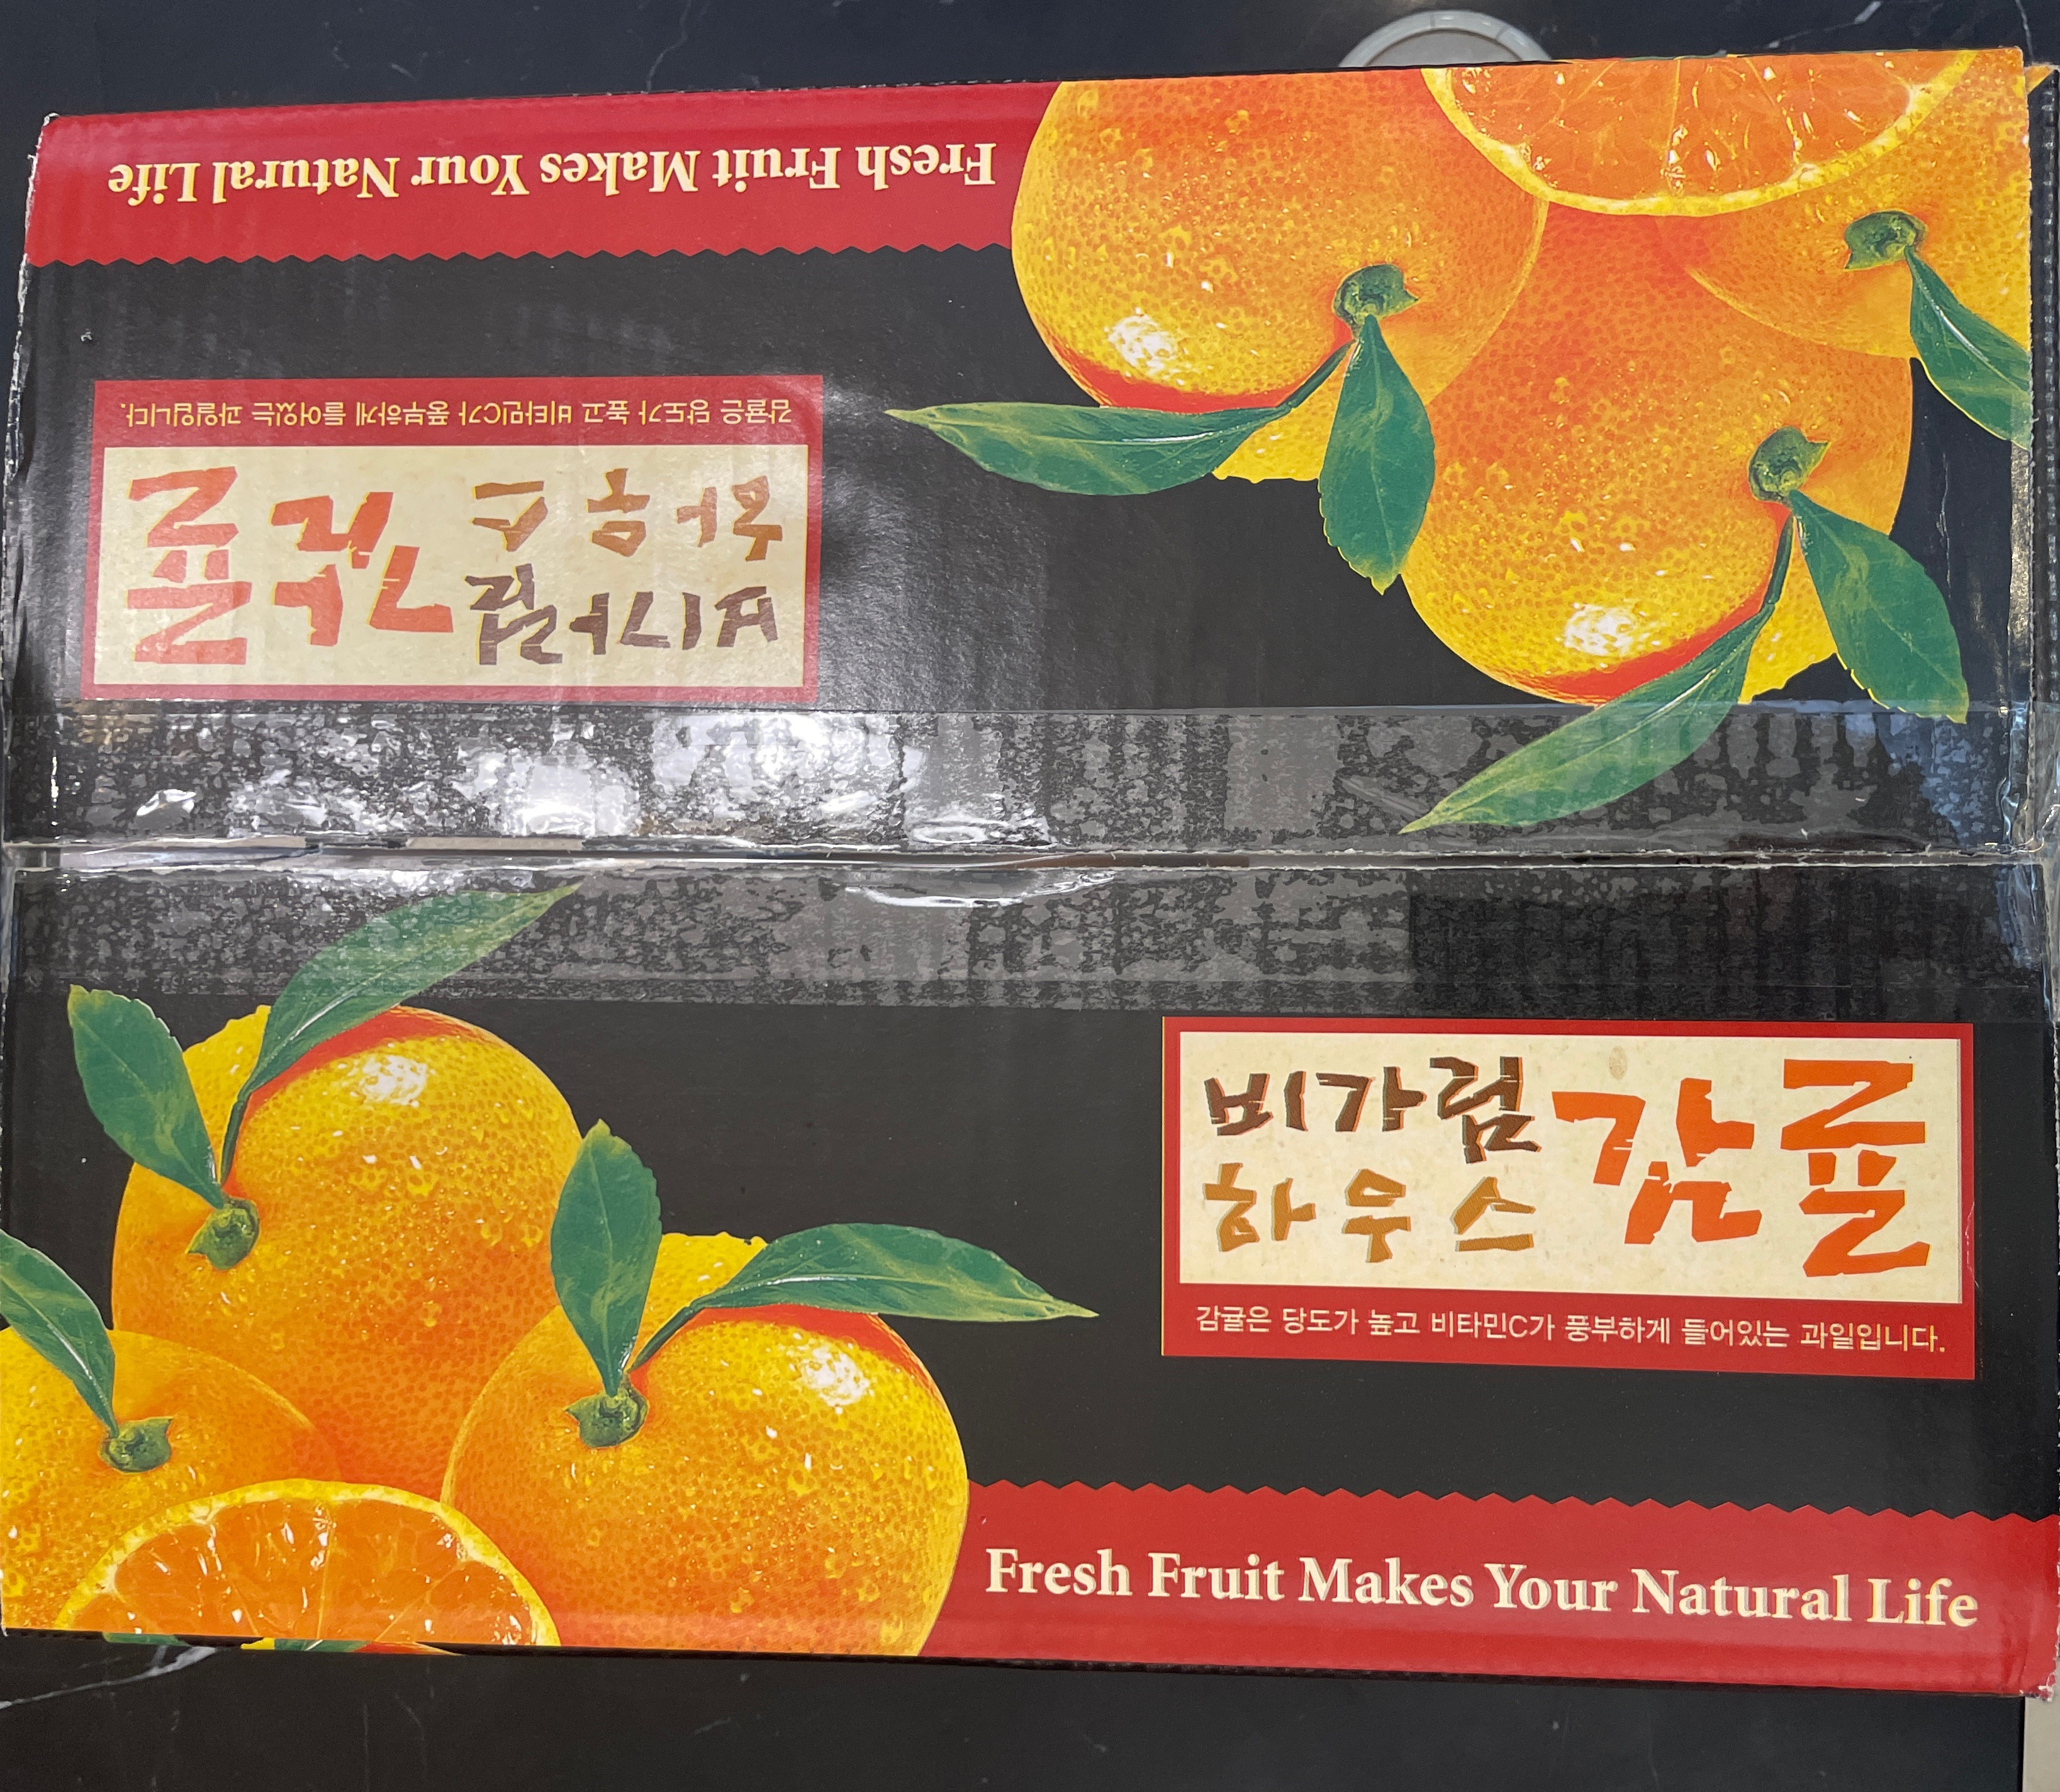 Fresh Fruit Makes Your Natural Life
감귤은 당도가 높고 비타민C가 풍부하게 들어있는 과일입니다.
비가림
하우스
감귤
비가림
하우스
감귤
감귤은 당도가 높고 비타민C가 풍부하게 들어있는 과일입니다.
Fresh Fruit Makes Your Natural Life